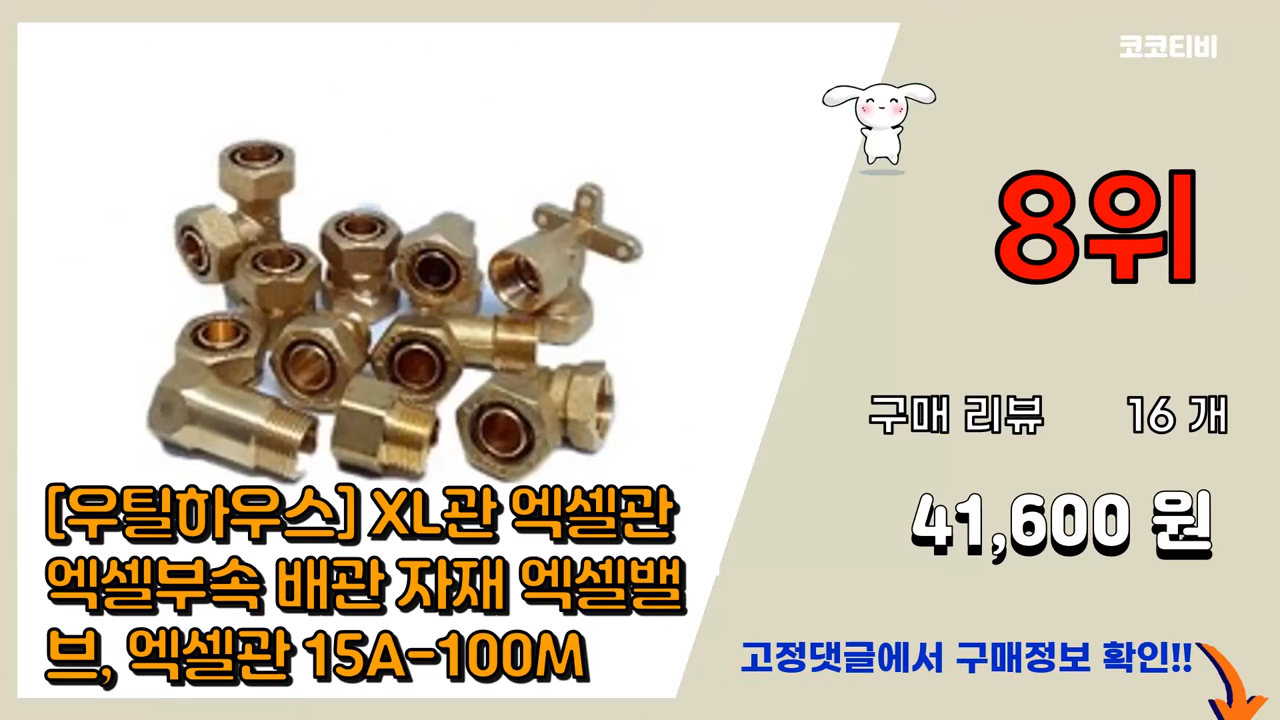 코코티비
8위
구매 리뷰 16 개
41,600 원
[우틸하우스] XL관 엑셀관
엑셀부속 배관 자재 엑셀밸
브, 엑셀관 15A-100M
고정댓글에서 구매정보 확인!!